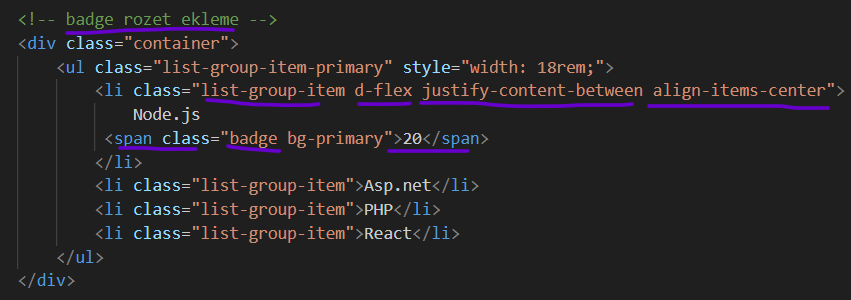 <!-- badge rozet ekleme -->
<div class="container">
<ul class="list-group-item-primary" style="width: 18rem;">
<li class="list-group-item d-flex justify-content-between align-items-center">
Node.js
<span class="badge bg-primary">20</span>
</li>
<li class="list-group-item">Asp.net</li>
<li class="list-group-item">PHP</li>
<li class="list-group-item">React</li>
</ul>
</div>